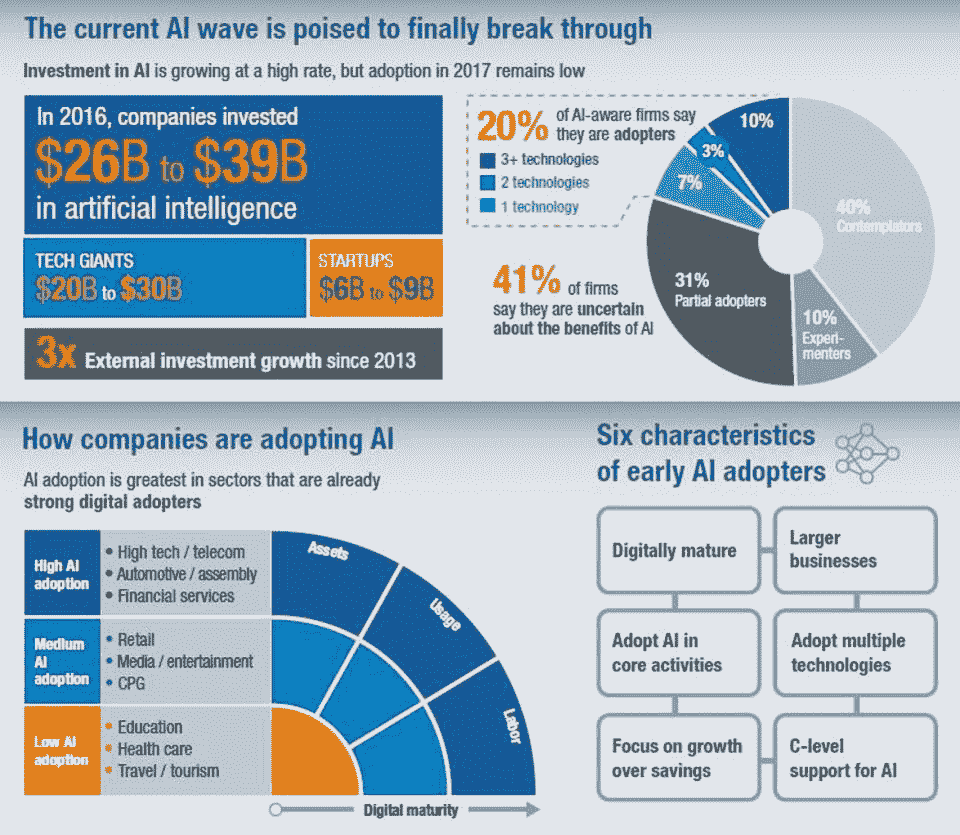 The current AI wave is poised to finally break through
Investment in AI is growing at a high rate, but adoption in 2017 remains low
In 2016, companies invested
$26B to $39B
in artificial intelligence
TECH GIANTS
$20B to $30B
STARTUPS
$6B to $9B
3x External investment growth since 2013
20% of AI-aware firms say
they are adopters
3+ technologies
2 technologies
1 technology
41% of firms
say they are uncertain
about the benefits of AI
10%
3%
7%
40%
Contemplators
31%
Partial adopters
10%
Experi-
menters
How companies are adopting AI
AI adoption is greatest in sectors that are already
strong digital adopters
High AI
adoption
• High tech / telecom
• Automotive / assembly
• Financial services
Medium
AI
adoption
• Retail
• Media / entertainment
• CPG
Low AI
adoption
• Education
• Health care
• Travel / tourism
Assets
Usage
Labor
Digital maturity
Six characteristics
of early AI adopters
Digitally mature
Larger
businesses
Adopt AI in
core activities
Adopt multiple
technologies
Focus on growth
over savings
C-level
support for AI